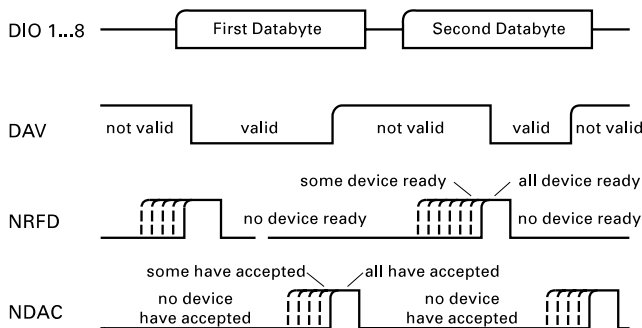 DIO 1...8
First Databyte
Second Databyte
DAV
not valid
valid
not valid
valid
not valid
some device ready
all device ready
NRFD
no device ready
no device ready
some have accepted
all have accepted
NDAC
no device
have accepted
no device
have accepted